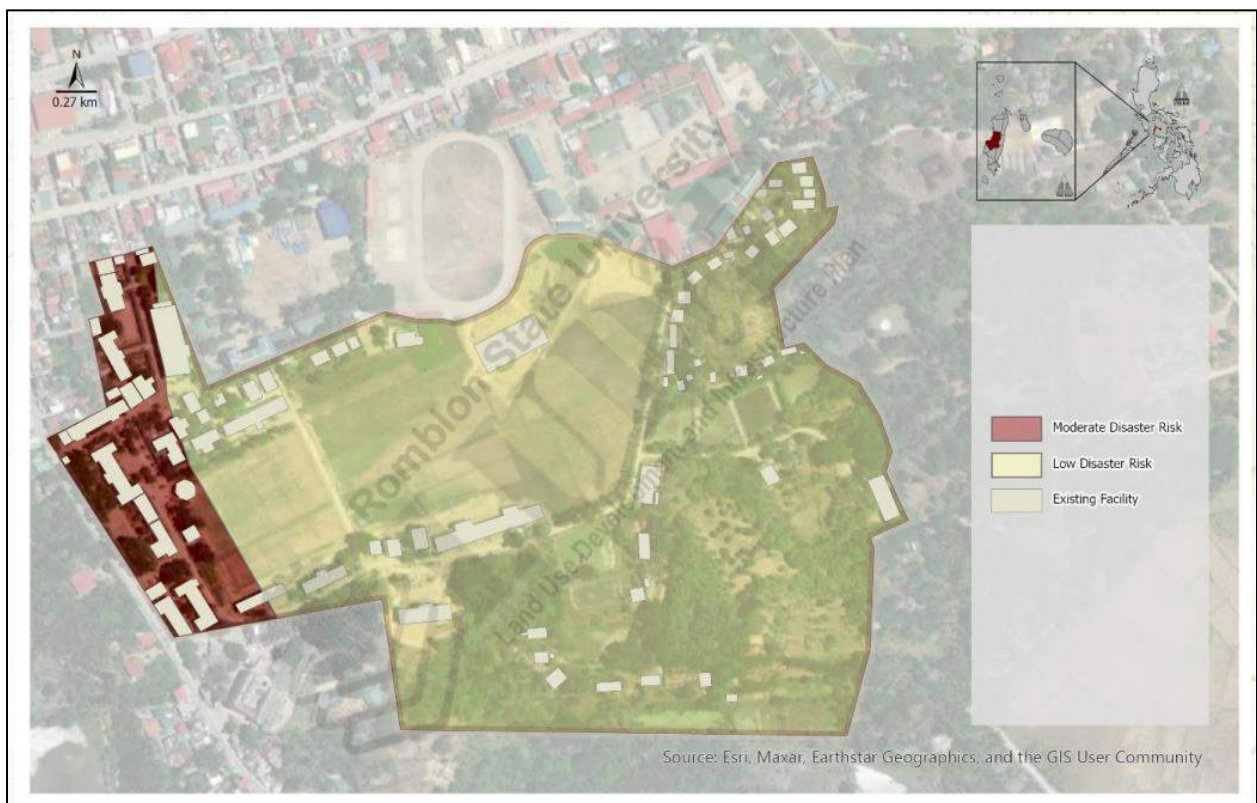 N
0.27 km
Romblon State University
Land Use Development and Infrastructure Plan
Moderate Disaster Risk
Low Disaster Risk
Existing Facility
Source: Esri, Maxar, Earthstar Geographics, and the GIS User Community